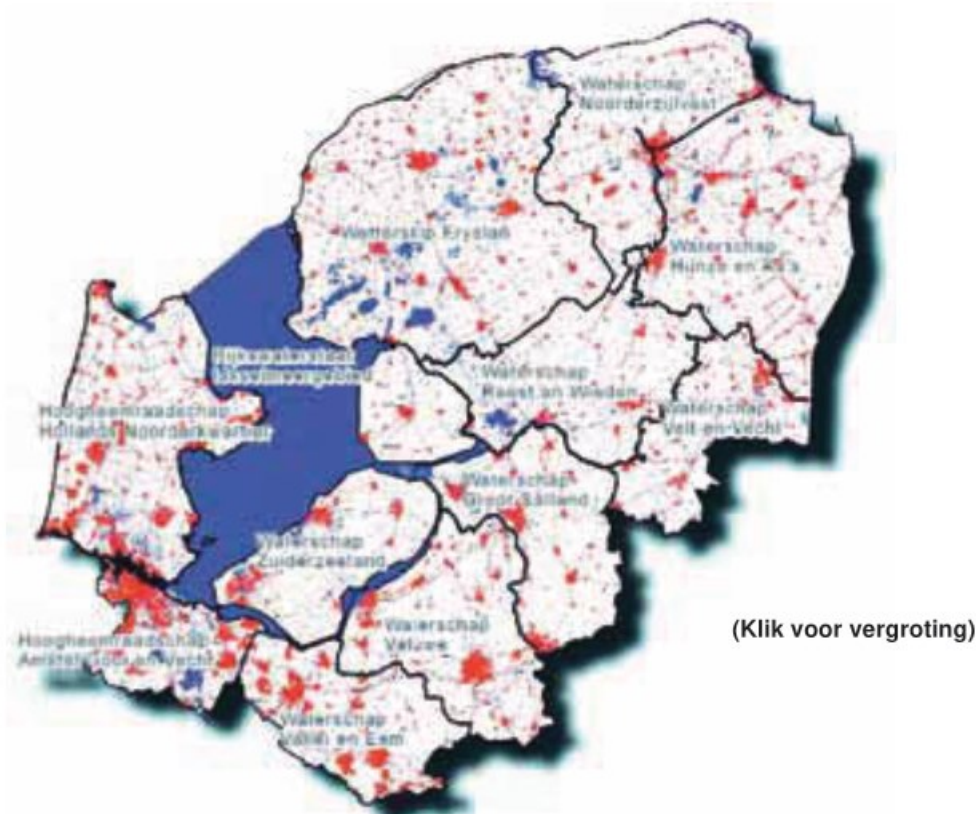 Waterschap
Noorderzijlvest
Wetterskip Fryslân
Waterschap
Hunze en Aa's
Rijkswaterstaat
IJsselmeergebied
Waterschap
Reest en Wieden
Hoogheemraadschap
Hollands Noorderkwartier
Waterschap
Velt en Vecht
Waterschap
Groot Salland
Waterschap
Zuiderzeeland
(Klik voor vergroting)
Waterschap
Veluwe
Hoogheemraadschap
Amstel Gooi en Vecht
Waterschap
Vallei en Eem